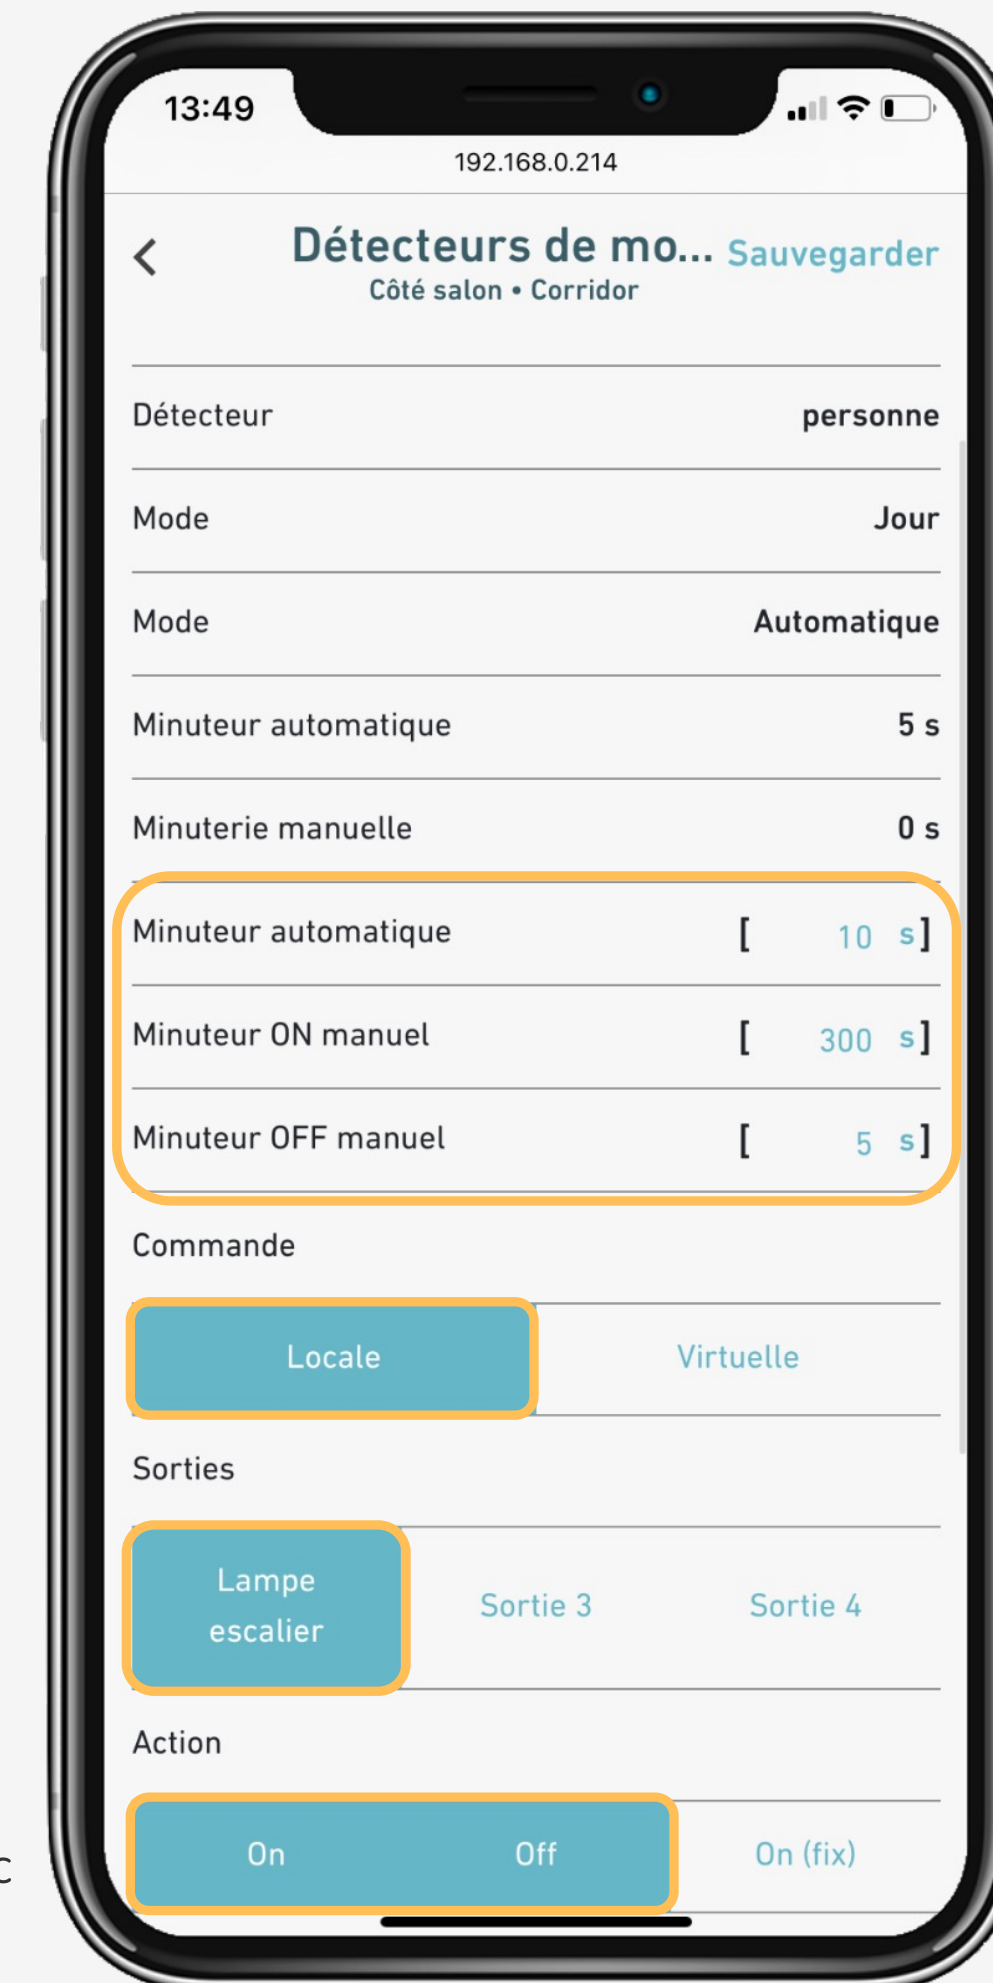 13:49
192.168.0.214
Détecteurs de mo... Sauvegarder
Côté salon • Corridor
Détecteur personne
Mode Jour
Mode Automatique
Minuteur automatique 5 s
Minuterie manuelle 0 s
Minuteur automatique [ 10 s]
Minuteur ON manuel [ 300 s]
Minuteur OFF manuel [ 5 s]
Commande
Locale Virtuelle
Sorties
Lampe
escalier Sortie 3 Sortie 4
Action
On Off On (fix)
c